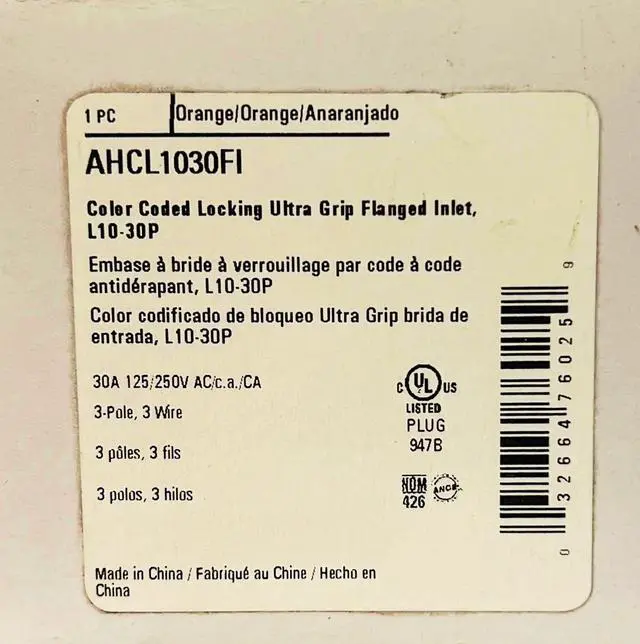 1 PC
Orange/Orange/Anaranjado
AHCL1030FI
Color Coded Locking Ultra Grip Flanged Inlet,
L10-30P
Embase à bride à verrouillage par code à code
antidérapant, L10-30P
Color codificado de bloqueo Ultra Grip brida de
entrada, L10-30P
30A 125/250V AC/c.a./CA
3-Pole, 3 Wire
3 pôles, 3 fils
3 polos, 3 hilos
C UL US
LISTED
PLUG
947B
NOM
426
ANCE
0 32664 76025 9
Made in China / Fabriqué au Chine / Hecho en
China